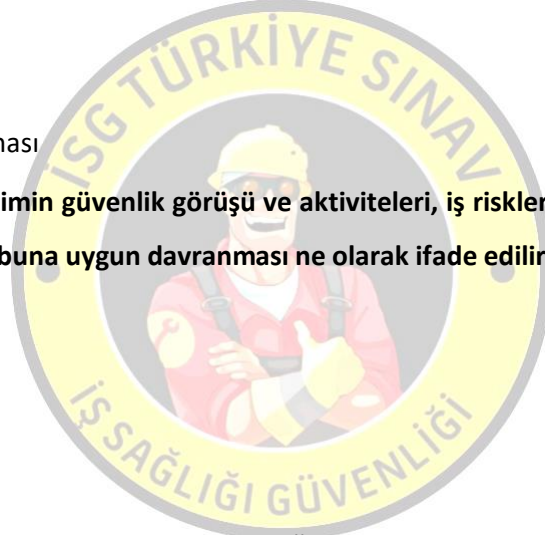 İSG TÜRKİYE SINAV
ması
imin güvenlik görüşü ve aktiviteleri, iş riskler
buna uygun davranması ne olarak ifade edilir
İŞ SAĞLIĞI GÜVENLİĞİ